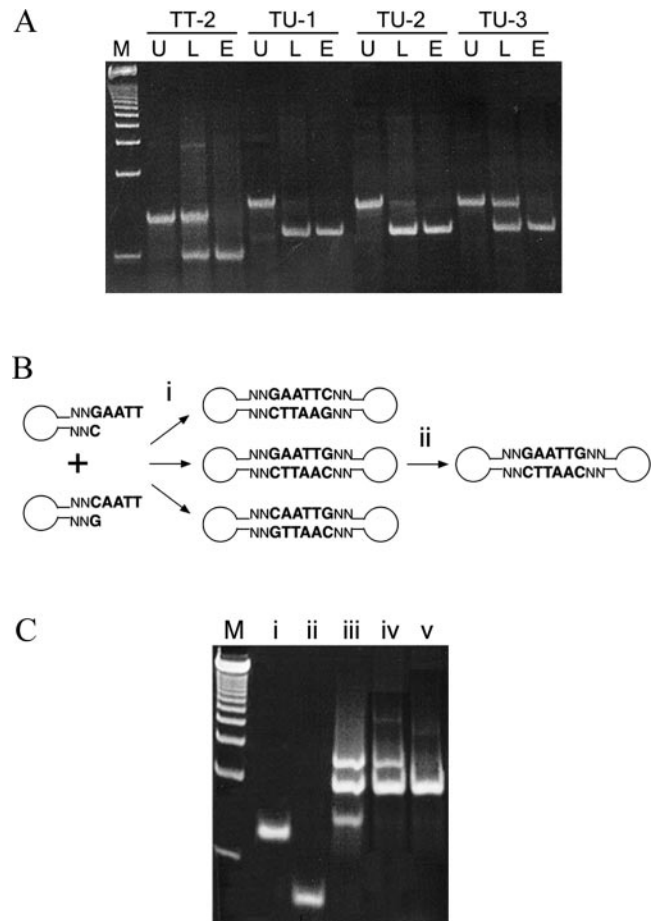 A
TT-2 TU-1 TU-2 TU-3
M U L E U L E U L E U L E
B
i
NNGAATT
NNC
+
NNCAATT
NNG
NNGAATTCNN
NNCTTAAGNN
NNGAATTGNN
NNCTTAACNN
NNCAATTGNN
NNGTTAACNN
ii
NNGAATTGNN
NNCTTAACNN
C
M i ii iii iv v